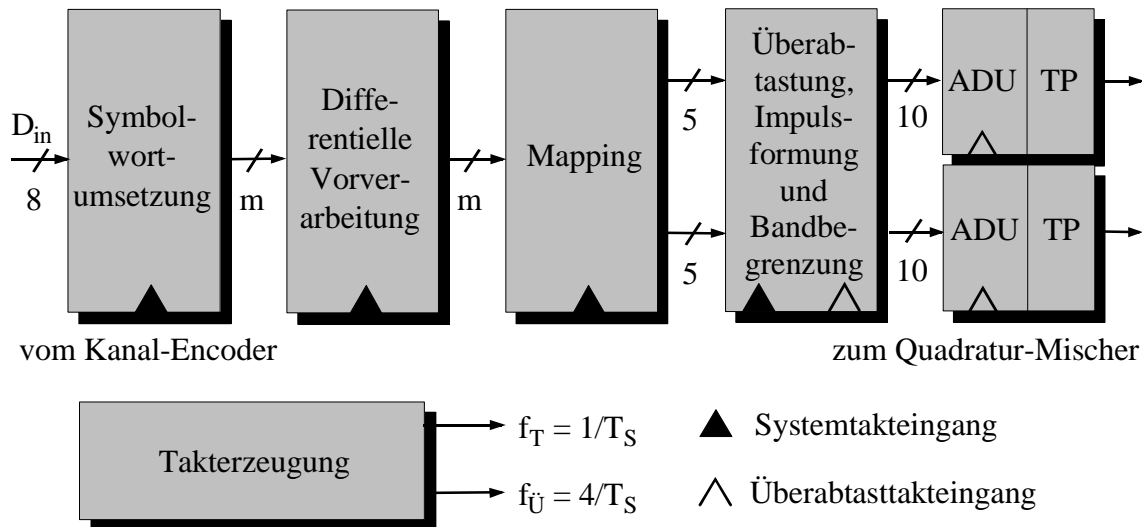 D_in
8
Symbol-
wort-
umsetzung
m
Diffe-
rentielle
Vorver-
arbeitung
m
Mapping
5
5
Überab-
tastung,
Impuls-
formung
und
Bandbe-
grenzung
10
10
ADU TP
ADU TP
vom Kanal-Encoder
zum Quadratur-Mischer
Takterzeugung
f_T = 1/T_S
f_Ü = 4/T_S
Systemtakteingang
Überabtasttakteingang